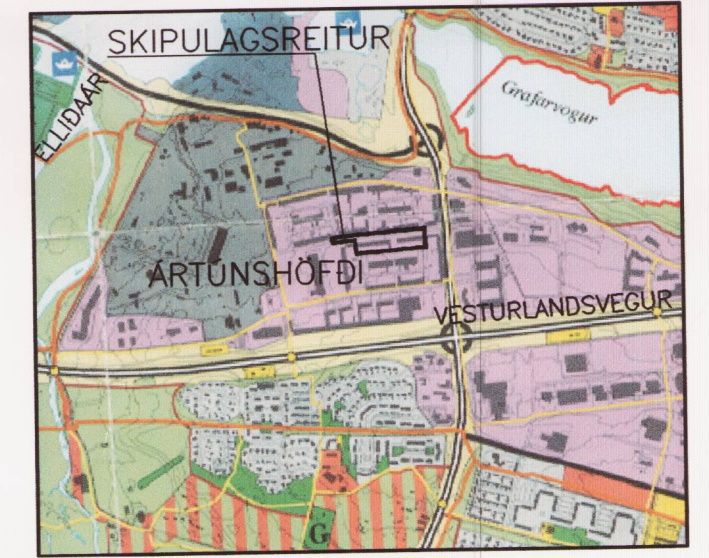 SKIPULAGSREITUR
Grafarvogur
ELLIÐAÁR
ÁRTÚNSHÖFÐI
VESTURLANDSVEGUR
G